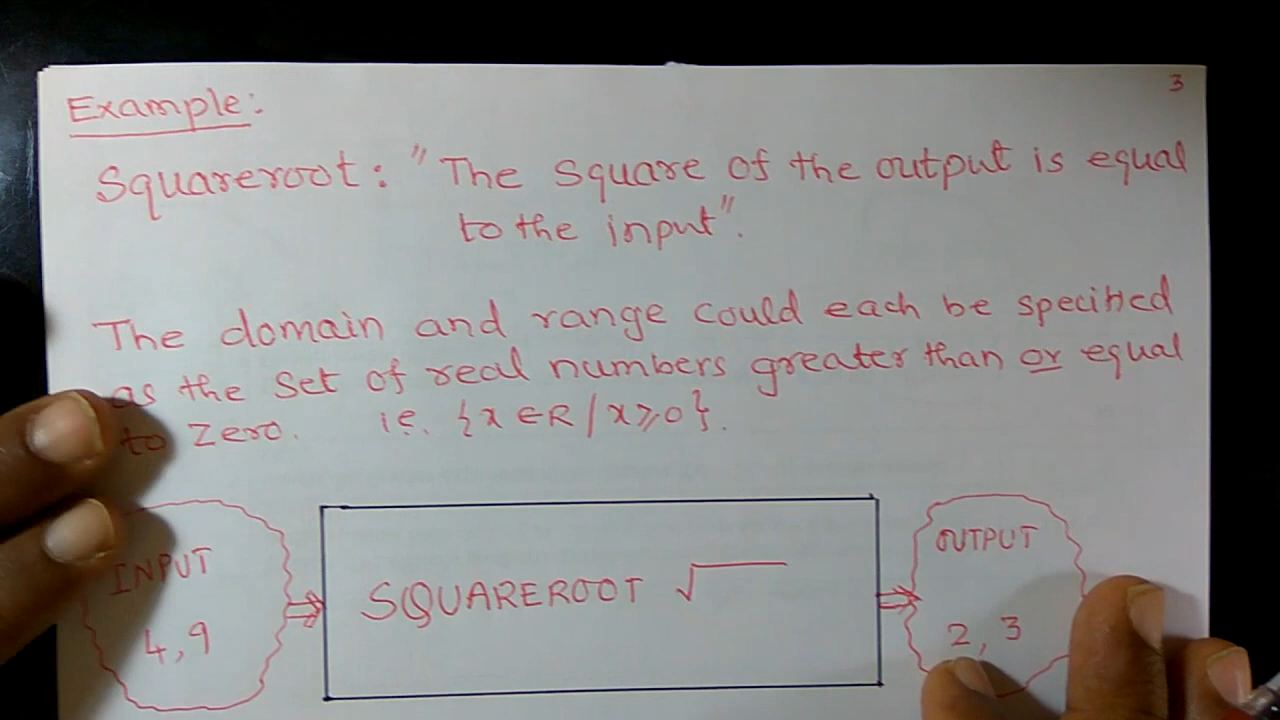 3
Example:
Squareroot: "The square of the output is equal
to the input".
The domain and range could each be specified
as the set of real numbers greater than or equal
to zero. i.e. {x ∈ R / x ≥ 0}.
INPUT
4, 9
SQUAREROOT √
OUTPUT
2, 3